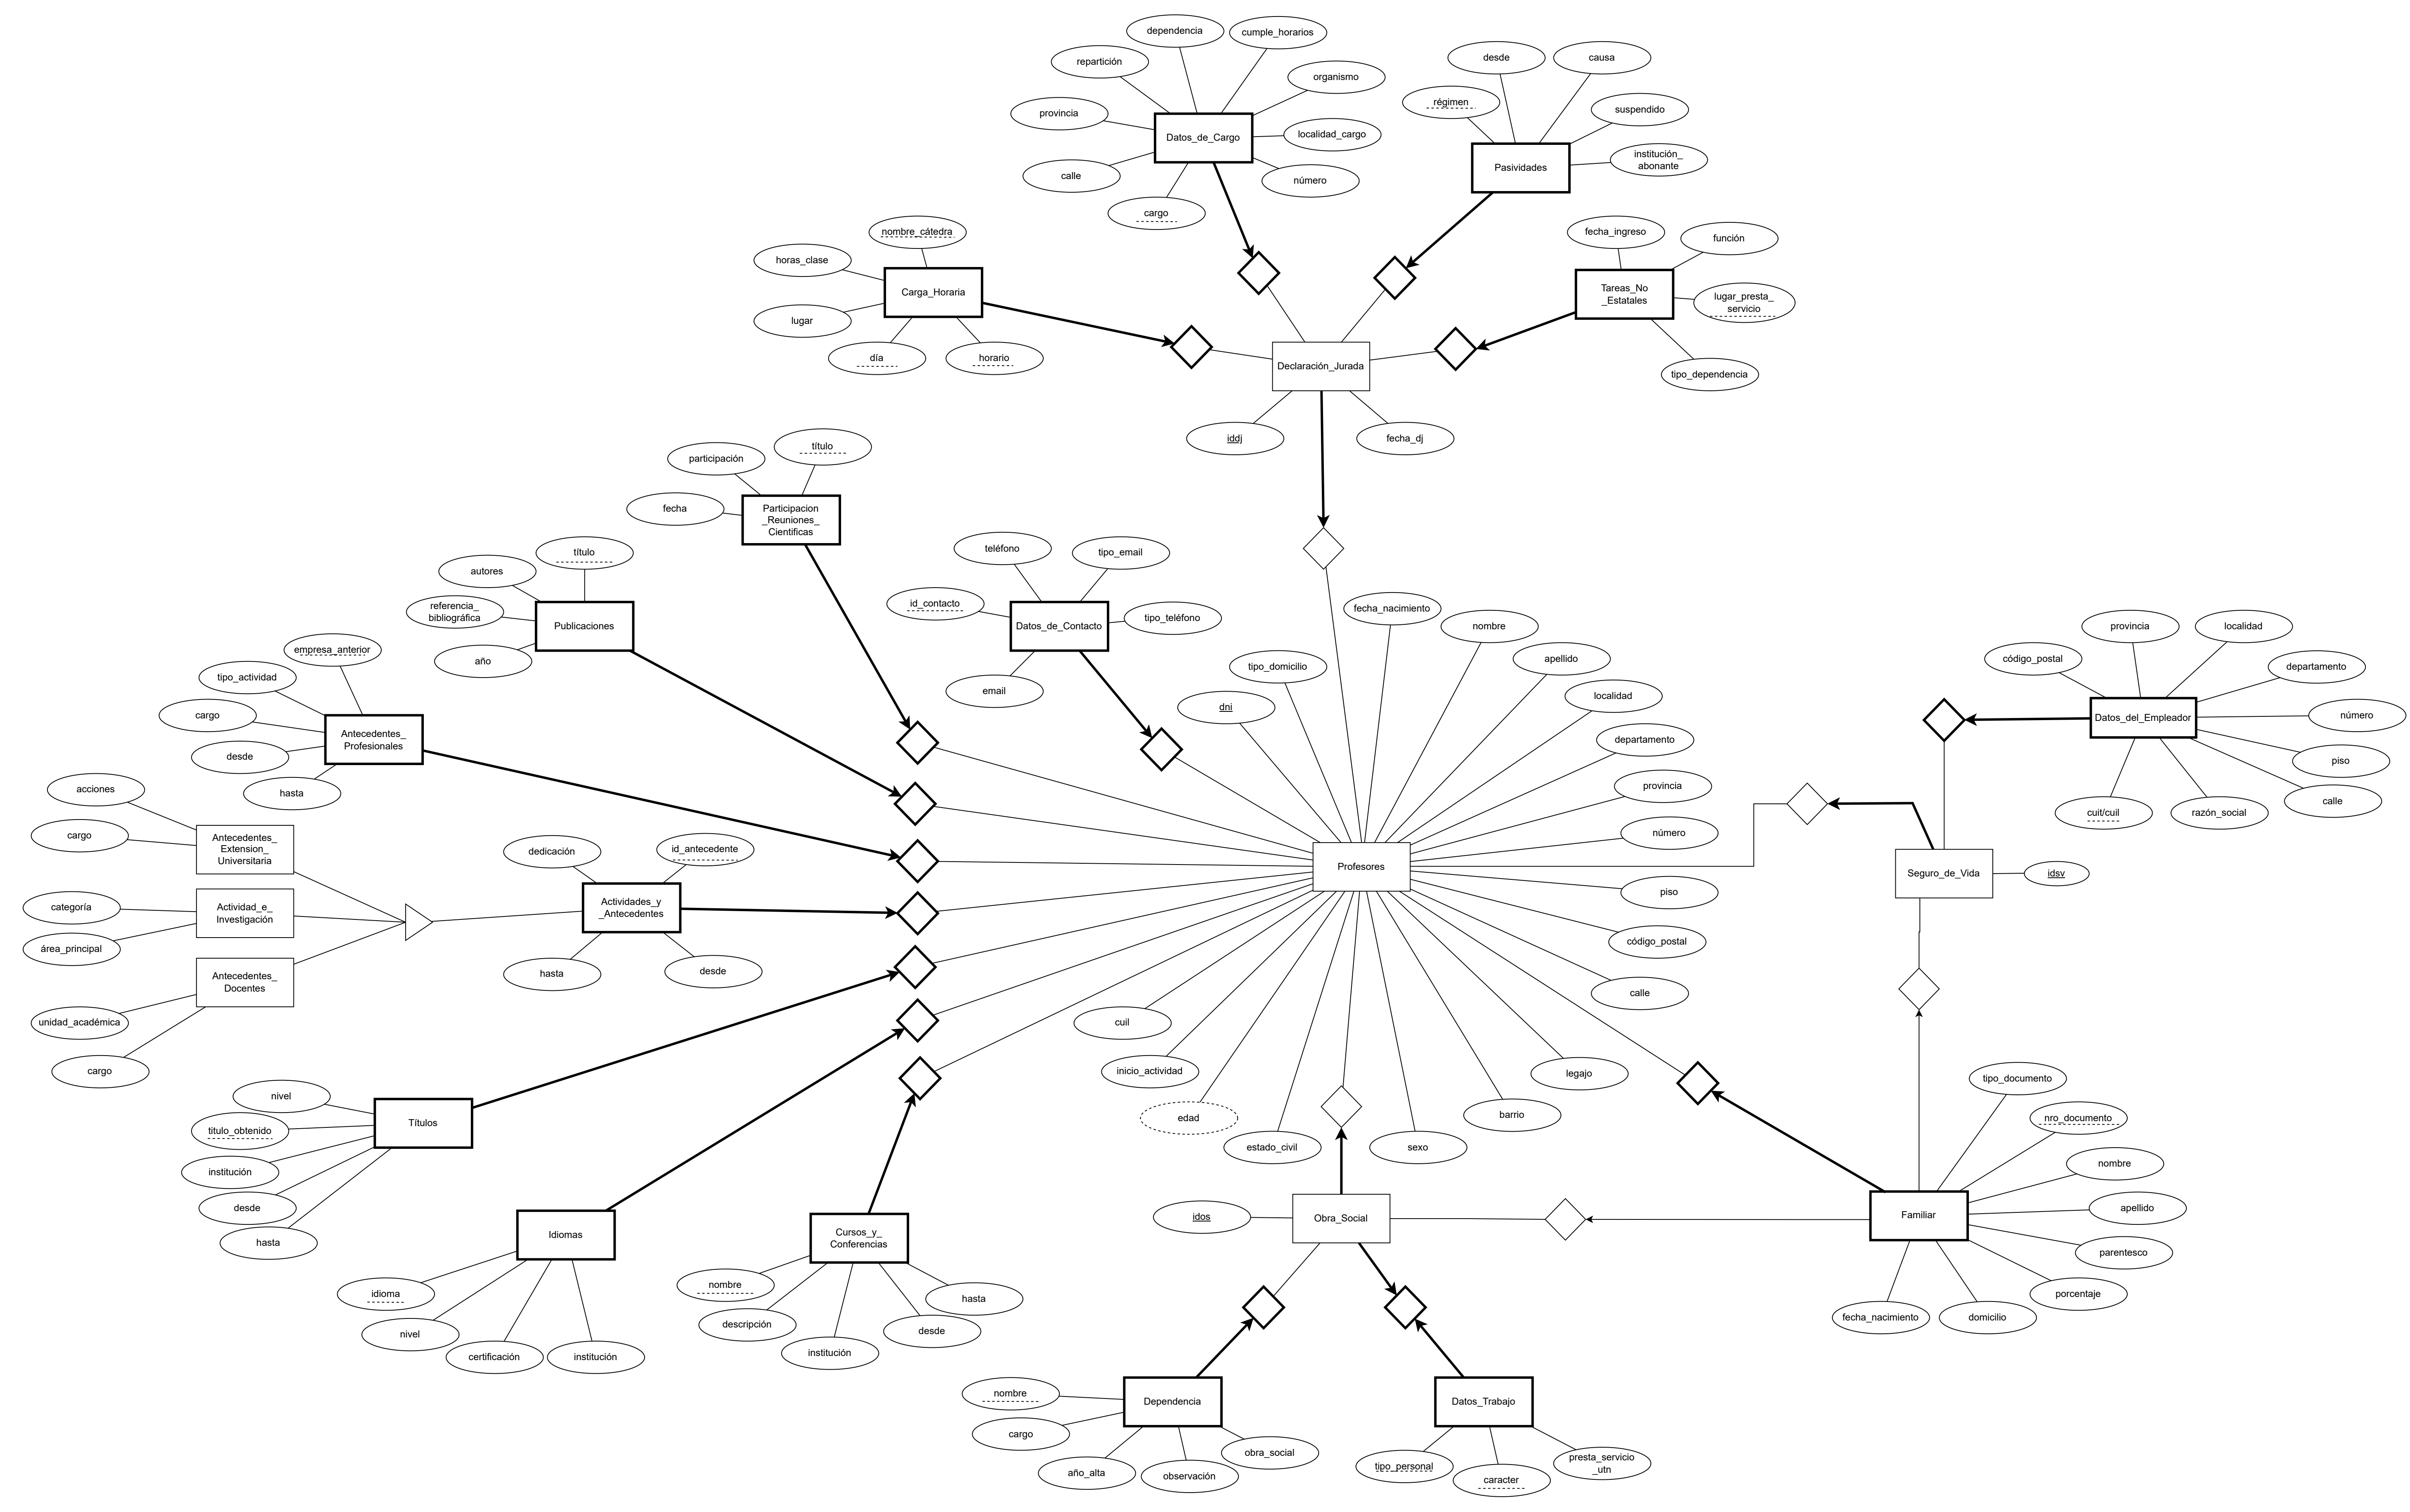 dependencia
cumple_horarios
repartición
organismo
provincia
Datos_de_Cargo
localidad_cargo
calle
número
cargo
desde
causa
régimen
suspendido
Pasividades
institución_
abonante
nombre_cátedra
horas_clase
Carga_Horaria
lugar
día
horario
fecha_ingreso
función
Tareas_No
_Estatales
lugar_presta_
servicio
tipo_dependencia
Declaración_Jurada
iddj
fecha_dj
participación
título
fecha
Participacion
_Reuniones_
Cientificas
título
autores
referencia_
bibliográfica
Publicaciones
año
teléfono
tipo_email
id_contacto
Datos_de_Contacto
tipo_teléfono
email
empresa_anterior
tipo_actividad
cargo
Antecedentes_
Profesionales
desde
hasta
fecha_nacimiento
nombre
tipo_domicilio
apellido
dni
localidad
departamento
provincia
número
Profesores
piso
código_postal
calle
cuil
inicio_actividad
edad
estado_civil
sexo
barrio
legajo
provincia
localidad
código_postal
departamento
Datos_del_Empleador
número
piso
calle
cuit/cuil
razón_social
Seguro_de_Vida
idsv
acciones
cargo
Antecedentes_
Extension_
Universitaria
categoría
Actividad_e_
Investigación
área_principal
Antecedentes_
Docentes
unidad_académica
cargo
dedicación
id_antecedente
Actividades_y
_Antecedentes
hasta
desde
nivel
titulo_obtenido
Títulos
institución
desde
hasta
Idiomas
idioma
nivel
certificación
institución
Cursos_y_
Conferencias
nombre
descripción
institución
desde
hasta
idos
Obra_Social
tipo_documento
nro_documento
nombre
Familiar
apellido
parentesco
porcentaje
fecha_nacimiento
domicilio
nombre
Dependencia
cargo
año_alta
observación
obra_social
Datos_Trabajo
tipo_personal
caracter
presta_servicio
_utn